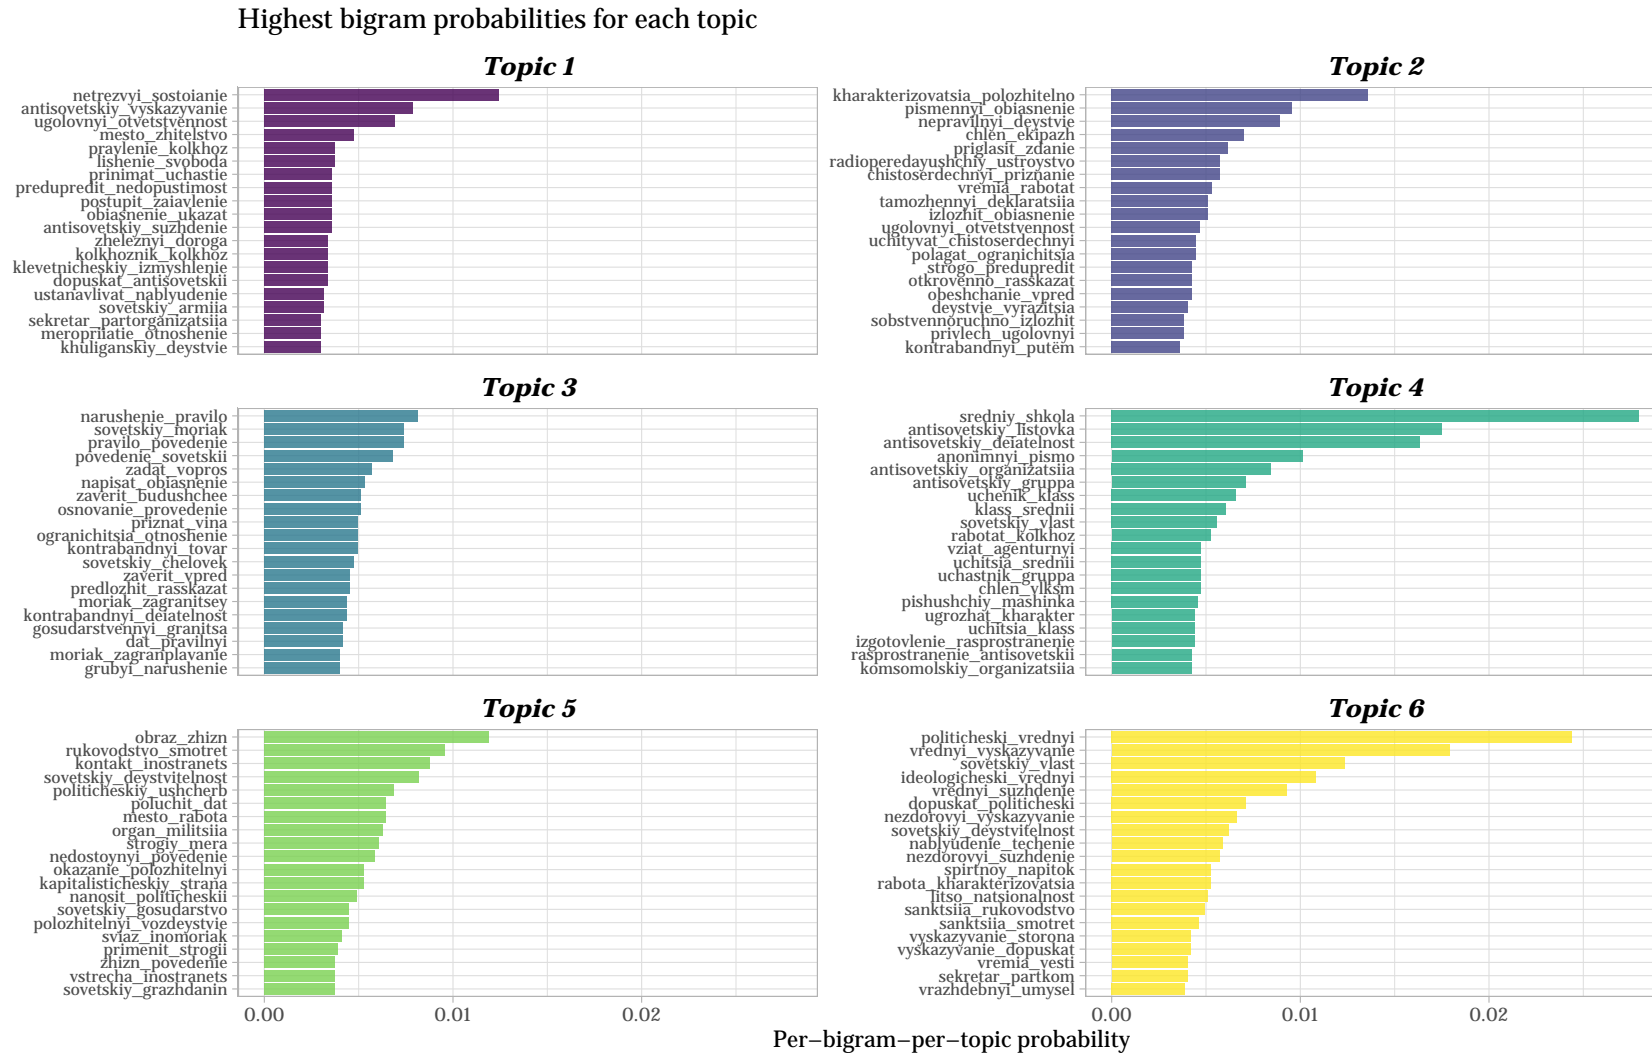 Highest bigram probabilities for each topic
Topic 1
netrezvyi_sostoianie
antisovetskiy_vyskazyvanie
ugolovnyi_otvetstvennost
mesto_zhitelstvo
pravlenie_kolkhoz
lishenie_svoboda
prinimat_uchastie
predupredit_nedopustimost
postupit_zaiavlenie
obiasnenie_ukazat
antisovetskiy_suzhdenie
zheleznyi_doroga
kolkhoznik_kolkhoz
klevetnicheskiy_izmyshlenie
dopuskat_antisovetskii
ustanavlivat_nablyudenie
sovetskiy_armiia
sekretar_partorganizatsiia
meropriiatie_otnoshenie
khuliganskiy_deystvie
Topic 2
kharakterizovatsia_polozhitelno
pismennyi_obiasnenie
nepravilnyi_deystvie
chlen_ekipazh
priglasit_zdanie
radioperedayushchiy_ustroystvo
chistoserdechnyi_priznanie
vremia_rabotat
tamozhennyi_deklaratsiia
izlozhit_obiasnenie
ugolovnyi_otvetstvennost
uchityvat_chistoserdechnyi
polagat_ogranichitsia
strogo_predupredit
otkrovenno_rasskazat
obeshchanie_vpred
deystvie_vyrazitsia
sobstvennoruchno_izlozhit
privlech_ugolovnyi
kontrabandnyi_putëm
Topic 3
narushenie_pravilo
sovetskiy_moriak
pravilo_povedenie
povedenie_sovetskii
zadat_vopros
napisat_obiasnenie
zaverit_budushchee
osnovanie_provedenie
priznat_vina
ogranichitsia_otnoshenie
kontrabandnyi_tovar
sovetskiy_chelovek
zaverit_vpred
predlozhit_rasskazat
moriak_zagranitsey
kontrabandnyi_deiatelnost
gosudarstvennyi_granitsa
dat_pravilnyi
moriak_zagranplavanie
grubyi_narushenie
Topic 4
sredniy_shkola
antisovetskiy_listovka
antisovetskiy_deiatelnost
anonimnyi_pismo
antisovetskiy_organizatsiia
antisovetskiy_gruppa
uchenik_klass
klass_srednii
sovetskiy_vlast
rabotat_kolkhoz
vziat_agenturnyi
uchitsia_srednii
uchastnik_gruppa
chlen_vlksm
pishushchiy_mashinka
ugrozhat_kharakter
uchitsia_klass
izgotovlenie_rasprostranenie
rasprostranenie_antisovetskii
komsomolskiy_organizatsiia
Topic 5
obraz_zhizn
rukovodstvo_smotret
kontakt_inostranets
sovetskiy_deystvitelnost
politicheskiy_ushcherb
poluchit_dat
mesto_rabota
organ_militsiia
strogiy_mera
nedostoynyi_povedenie
okazanie_polozhitelnyi
kapitalisticheskiy_strana
nanosit_politicheskii
sovetskiy_gosudarstvo
polozhitelnyi_vozdeystvie
sviaz_inomoriak
primenit_strogii
zhizn_povedenie
vstrecha_inostranets
sovetskiy_grazhdanin
0.00 0.01 0.02
Topic 6
politicheski_vrednyi
vrednyi_vyskazyvanie
sovetskiy_vlast
ideologicheski_vrednyi
vrednyi_suzhdenie
dopuskat_politicheski
nezdorovyi_vyskazyvanie
sovetskiy_deystvitelnost
nablyudenie_techenie
nezdorovyi_suzhdenie
spirtnoy_napitok
rabota_kharakterizovatsia
litso_natsionalnost
sanktsiia_rukovodstvo
sanktsiia_smotret
vyskazyvanie_storona
vyskazyvanie_dopuskat
vremia_vesti
sekretar_partkom
vrazhdebnyi_umysel
0.00 0.01 0.02
Per−bigram−per−topic probability